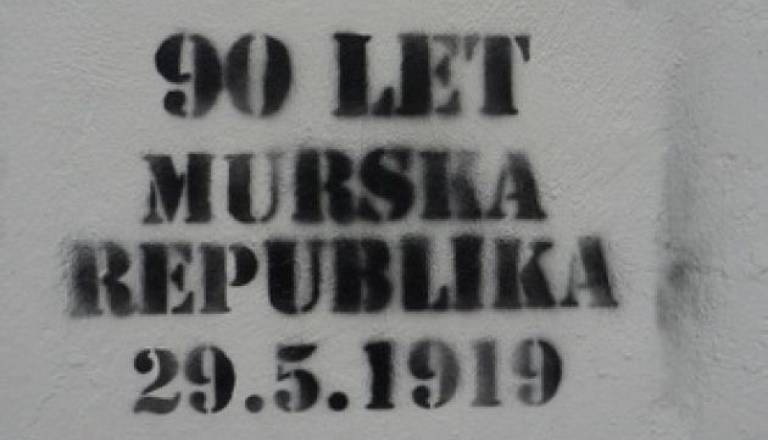 90 LET
MURSKA
REPUBLIKA
29.5.1919